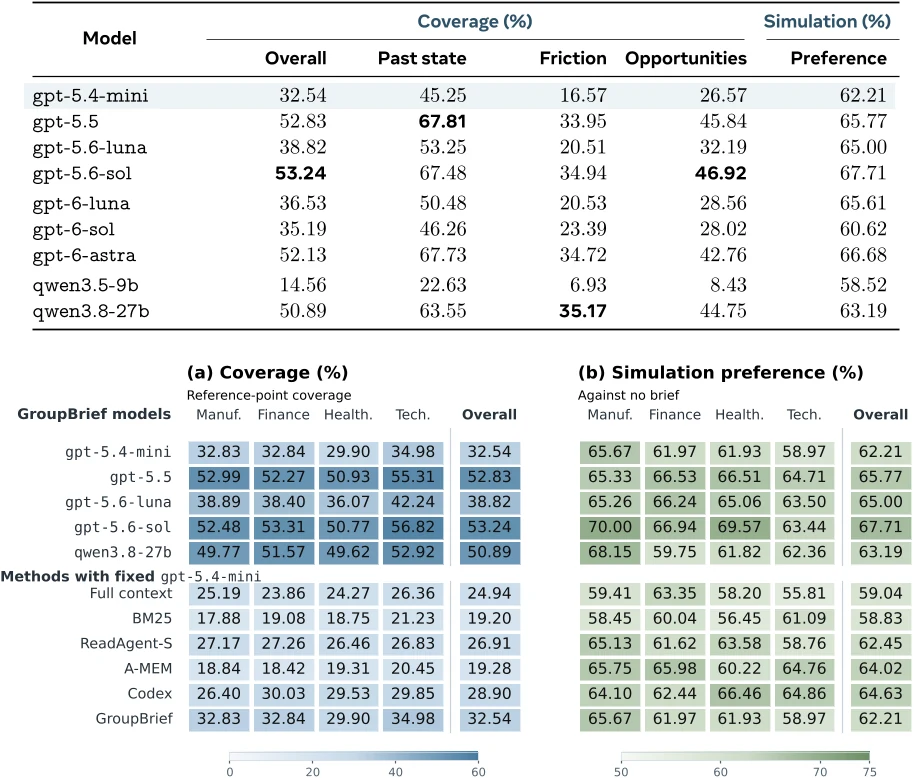 Model Coverage (%) Simulation (%)
Overall Past state Friction Opportunities Preference
gpt-5.4-mini 32.54 45.25 16.57 26.57 62.21
gpt-5.5 52.83 67.81 33.95 45.84 65.77
gpt-5.6-luna 38.82 53.25 20.51 32.19 65.00
gpt-5.6-sol 53.24 67.48 34.94 46.92 67.71
gpt-6-luna 36.53 50.48 20.53 28.56 65.61
gpt-6-sol 35.19 46.26 23.39 28.02 60.62
gpt-6-astra 52.13 67.73 34.72 42.76 66.68
qwen3.5-9b 14.56 22.63 6.93 8.43 58.52
qwen3.8-27b 50.89 63.55 35.17 44.75 63.19
(a) Coverage (%) (b) Simulation preference (%)
Reference-point coverage Against no brief
GroupBrief models Manuf. Finance Health. Tech. Overall Manuf. Finance Health. Tech. Overall
gpt-5.4-mini 32.83 32.84 29.90 34.98 32.54 65.67 61.97 61.93 58.97 62.21
gpt-5.5 52.99 52.27 50.93 55.31 52.83 65.33 66.53 66.51 64.71 65.77
gpt-5.6-luna 38.89 38.40 36.07 42.24 38.82 65.26 66.24 65.06 63.50 65.00
gpt-5.6-sol 52.48 53.31 50.77 56.82 53.24 70.00 66.94 69.57 63.44 67.71
qwen3.8-27b 49.77 51.57 49.62 52.92 50.89 68.15 59.75 61.82 62.36 63.19
Methods with fixed gpt-5.4-mini
Full context 25.19 23.86 24.27 26.36 24.94 59.41 63.35 58.20 55.81 59.04
BM25 17.88 19.08 18.75 21.23 19.20 58.45 60.04 56.45 61.09 58.83
ReadAgent-S 27.17 27.26 26.46 26.83 26.91 65.13 61.62 63.58 58.76 62.45
A-MEM 18.84 18.42 19.31 20.45 19.28 65.75 65.98 60.22 64.76 64.02
Codex 26.40 30.03 29.53 29.85 28.90 64.10 62.44 66.46 64.86 64.63
GroupBrief 32.83 32.84 29.90 34.98 32.54 65.67 61.97 61.93 58.97 62.21
0 20 40 60 50 60 70 75